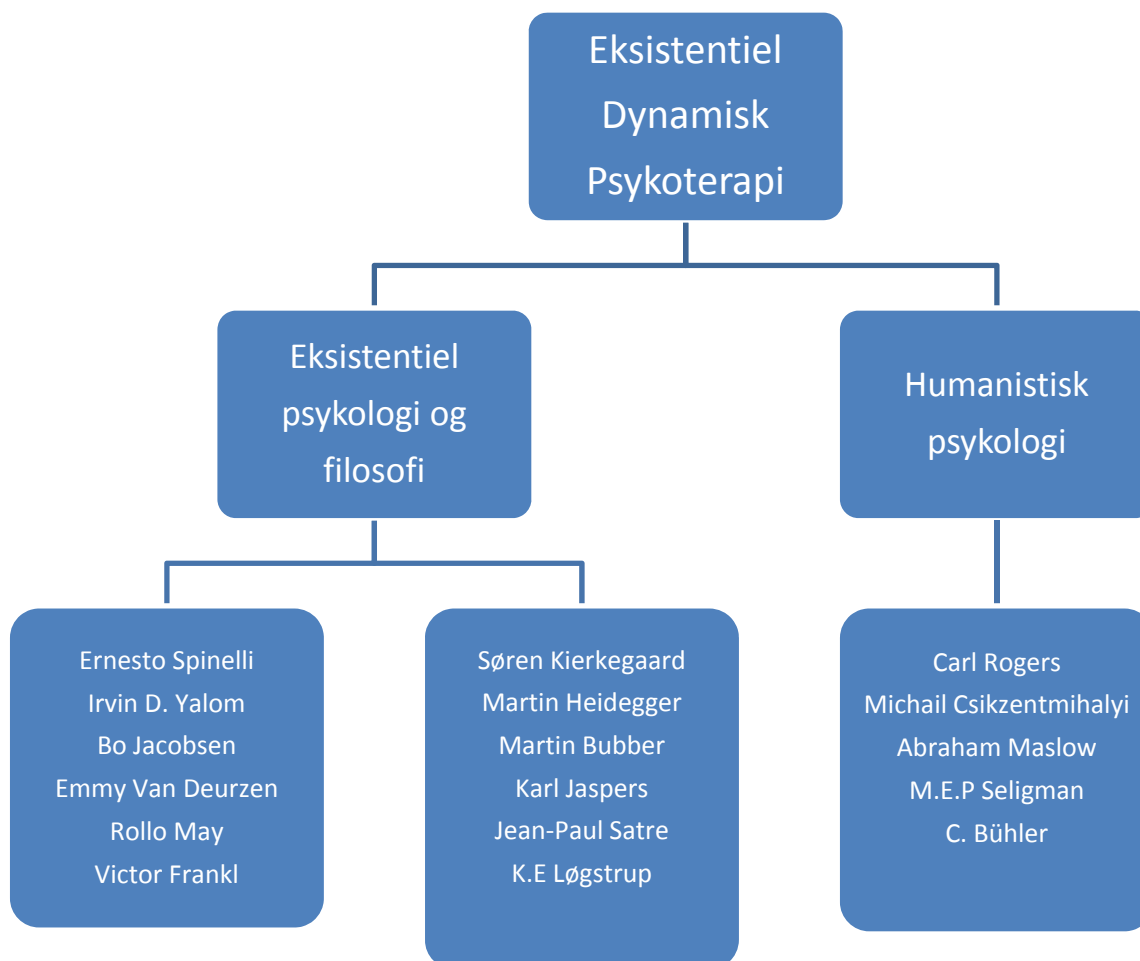 Eksistentiel
Dynamisk
Psykoterapi
Eksistentiel
psykologi og
filosofi
Humanistisk
psykologi
Ernesto Spinelli
Irvin D. Yalom
Bo Jacobsen
Emmy Van Deurzen
Rollo May
Victor Frankl
Søren Kierkegaard
Martin Heidegger
Martin Bubber
Karl Jaspers
Jean-Paul Satre
K.E Løgstrup
Carl Rogers
Michail Csikzentmihalyi
Abraham Maslow
M.E.P Seligman
C. Bühler